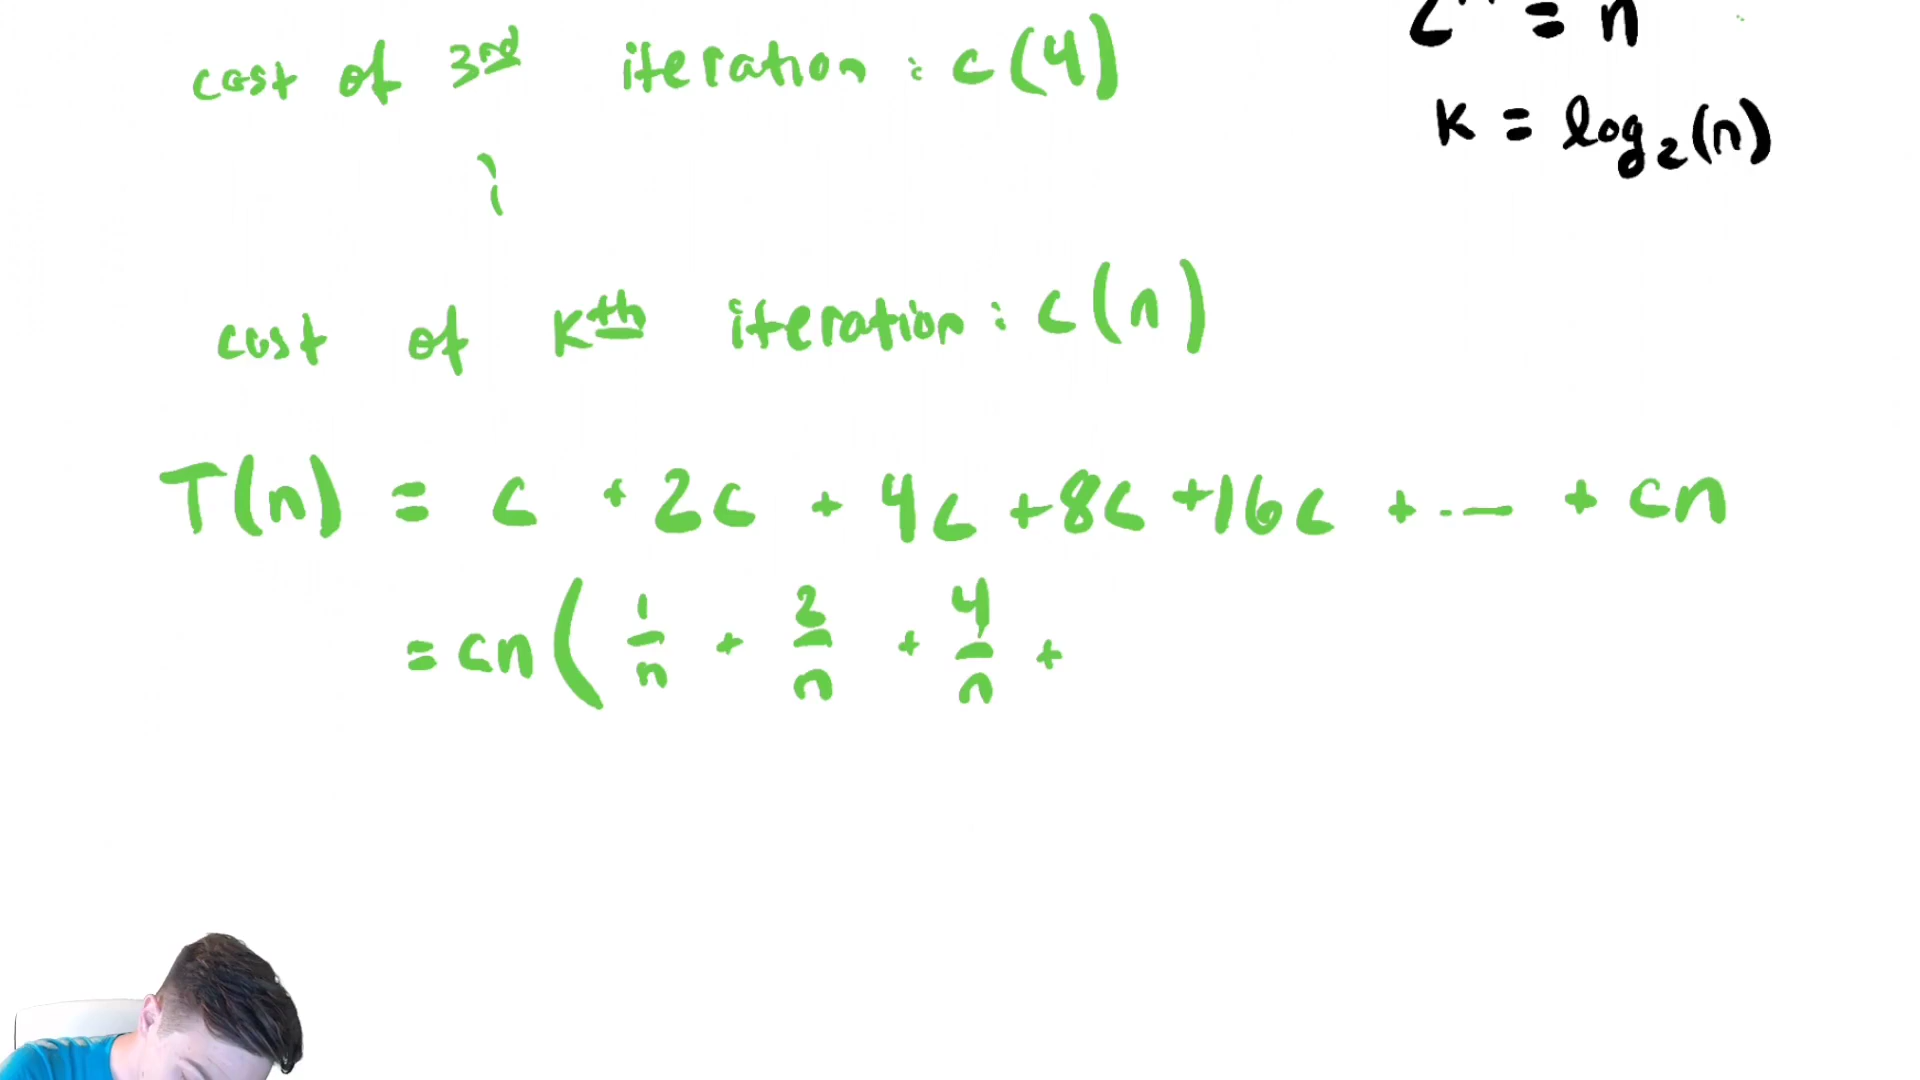 cost of 3rd iteration : c(4)
= n
k = log₂(n)
⋮
cost of kth iteration : c(n)
T(n) = c + 2c + 4c + 8c + 16c + ... + cn
= cn ( 1/n + 2/n + 4/n +